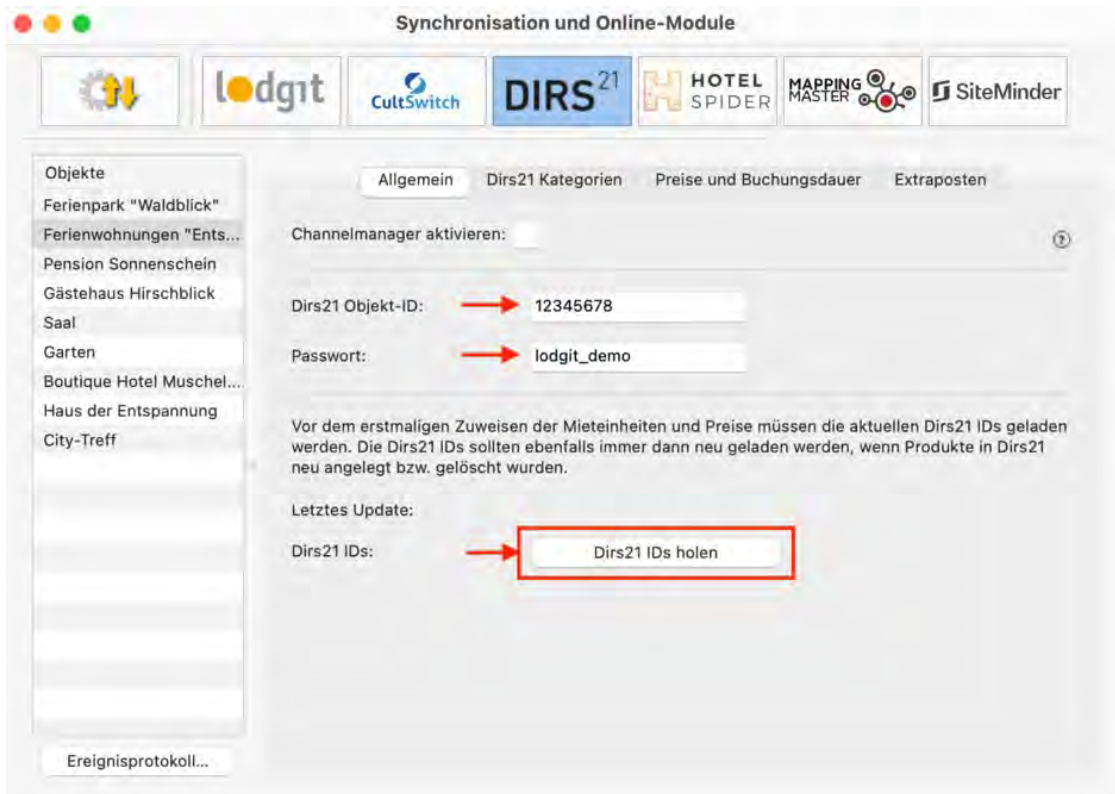 Synchronisation und Online-Module
lodgit
CultSwitch
DIRS21
HOTEL
SPIDER
MAPPING
MASTER
SiteMinder
Objekte
Ferienpark "Waldblick"
Ferienwohnungen "Ents...
Pension Sonnenschein
Gästehaus Hirschblick
Saal
Garten
Boutique Hotel Muschel...
Haus der Entspannung
City-Treff
Ereignisprotokoll...
Allgemein Dirs21 Kategorien Preise und Buchungsdauer Extraposten
Channelmanager aktivieren: ?
Dirs21 Objekt-ID: 12345678
Passwort: lodgit_demo
Vor dem erstmaligen Zuweisen der Mieteinheiten und Preise müssen die aktuellen Dirs21 IDs geladen
werden. Die Dirs21 IDs sollten ebenfalls immer dann neu geladen werden, wenn Produkte in Dirs21
neu angelegt bzw. gelöscht wurden.
Letztes Update:
Dirs21 IDs: Dirs21 IDs holen